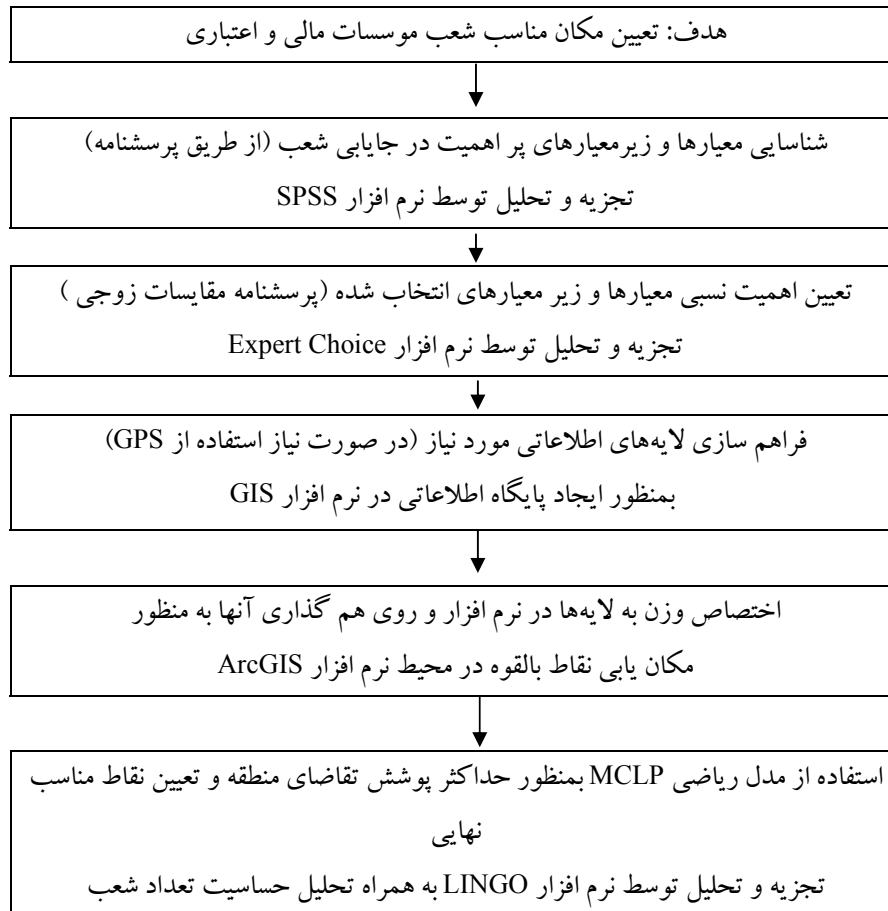 هدف: تعیین مکان مناسب شعب موسسات مالی و اعتباری
شناسایی معیارها و زیرمعیارهای پر اهمیت در جایابی شعب (از طریق پرسشنامه)
تجزیه و تحلیل توسط نرم افزار SPSS
تعیین اهمیت نسبی معیارها و زیر معیارهای انتخاب شده (پرسشنامه مقایسات زوجی )
تجزیه و تحلیل توسط نرم افزار Expert Choice
فراهم سازی لایه‌های اطلاعاتی مورد نیاز (در صورت نیاز استفاده از GPS)
بمنظور ایجاد پایگاه اطلاعاتی در نرم افزار GIS
اختصاص وزن به لایه‌ها در نرم افزار و روی هم گذاری آنها به منظور
مکان یابی نقاط بالقوه در محیط نرم افزار ArcGIS
استفاده از مدل ریاضی MCLP بمنظور حداکثر پوشش تقاضای منطقه و تعیین نقاط مناسب
نهایی
تجزیه و تحلیل توسط نرم افزار LINGO به همراه تحلیل حساسیت تعداد شعب